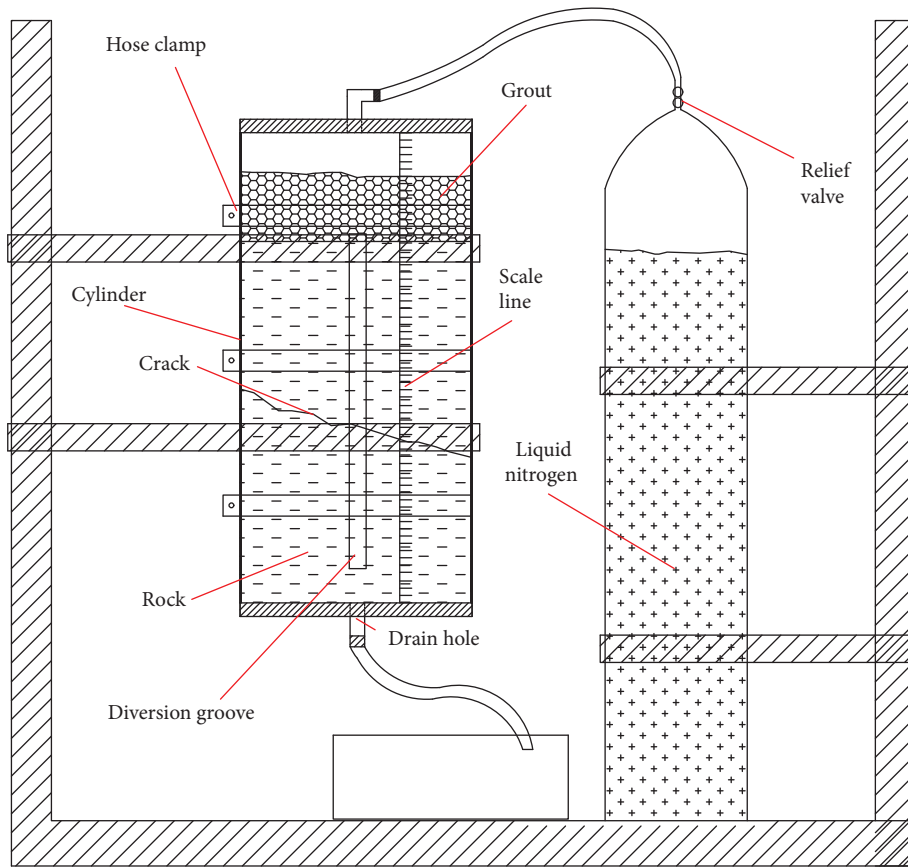 Hose clamp
Grout
Relief
valve
Cylinder
Scale
line
Crack
Liquid
nitrogen
Rock
Drain hole
Diversion groove